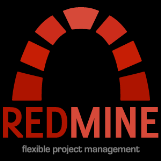 REDMINE
flexible project management